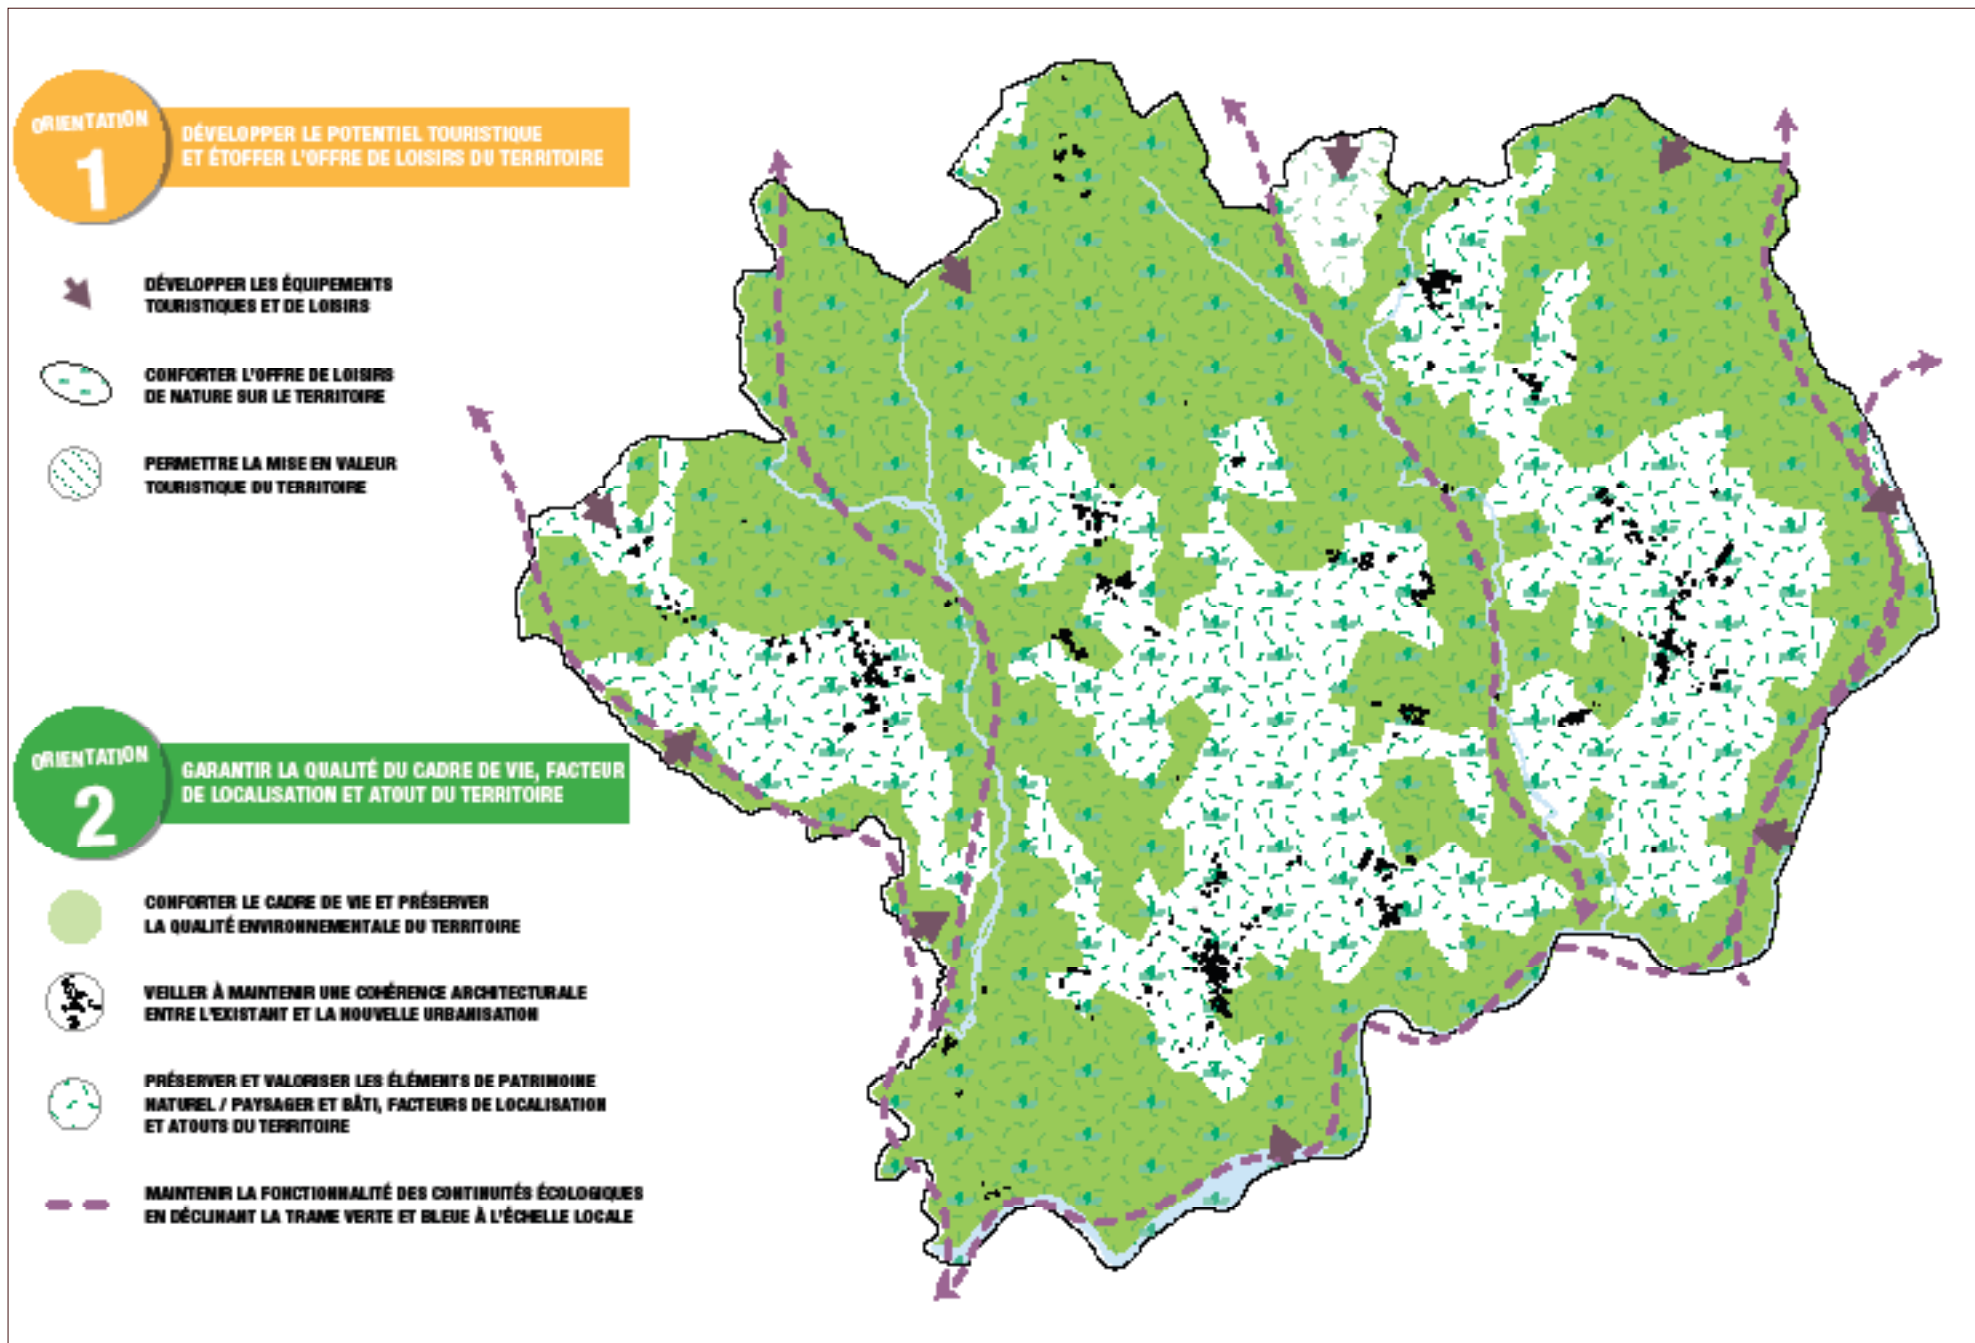 ORIENTATION
1
DÉVELOPPER LE POTENTIEL TOURISTIQUE
ET ÉTOFFER L'OFFRE DE LOISIRS DU TERRITOIRE
DÉVELOPPER LES ÉQUIPEMENTS
TOURISTIQUES ET DE LOISIRS
CONFORTER L'OFFRE DE LOISIRS
DE NATURE SUR LE TERRITOIRE
PERMETTRE LA MISE EN VALEUR
TOURISTIQUE DU TERRITOIRE
ORIENTATION
2
GARANTIR LA QUALITÉ DU CADRE DE VIE, FACTEUR
DE LOCALISATION ET ATOUT DU TERRITOIRE
CONFORTER LE CADRE DE VIE ET PRÉSERVER
LA QUALITÉ ENVIRONNEMENTALE DU TERRITOIRE
VEILLER À MAINTENIR UNE COHÉRENCE ARCHITECTURALE
ENTRE L'EXISTANT ET LA NOUVELLE URBANISATION
PRÉSERVER ET VALORISER LES ÉLÉMENTS DE PATRIMOINE
NATUREL / PAYSAGER ET BÂTI, FACTEURS DE LOCALISATION
ET ATOUTS DU TERRITOIRE
MAINTENIR LA FONCTIONNALITÉ DES CONTINUITÉS ÉCOLOGIQUES
EN DÉCLINANT LA TRAME VERTE ET BLEUE À L'ÉCHELLE LOCALE